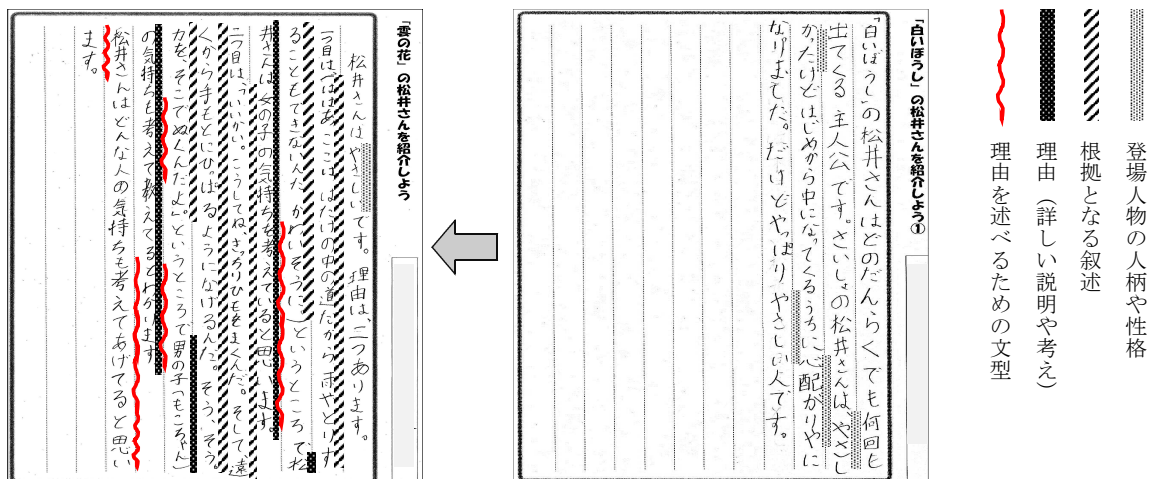 登場人物の人柄や性格
根拠となる叙述
理由（詳しい説明や考え）
理由を述べるための文型
「白いぼうし」の松井さんを紹介しよう①
「白いぼうし」の松井さんはどのだんらくでも何回も
出てくる主人公です。さいしょの松井さんは、やさし
かったけどはじめから中になってくるうちに心配がりやに
なりました。だけどやっぱりやさしい人です。
「雲の花」の松井さんを紹介しよう
松井さんはやさしいです。理由は、二つあります。
一つ目は「ははあ、ここははたけの中の道だから雨やどりす
ることもできないんだ。かわいそうに」というところで松
井さんは女の子の気持ちを考えていると思います。
二つ目は、「いいかい。こうしてね、きっちりひもをまくんだ。そして、遠
くから手もとにひっぱるようになげるんだ。そう、そう。
力を、そこでぬくんだよ。」というところで男の子(もこちゃん)
の気持ちも考えて教えてるとわかります。
松井さんはどんな人の気持ちも考えてあげてると思い
ます。